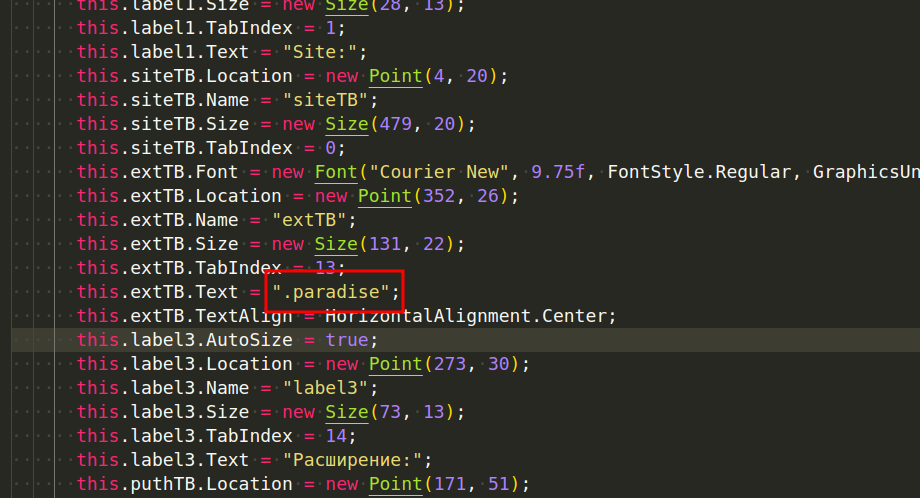 this.label1.Size = new Size(28, 13);
this.label1.TabIndex = 1;
this.label1.Text = "Site:";
this.siteTB.Location = new Point(4, 20);
this.siteTB.Name = "siteTB";
this.siteTB.Size = new Size(479, 20);
this.siteTB.TabIndex = 0;
this.extTB.Font = new Font("Courier New", 9.75f, FontStyle.Regular, GraphicsUn
this.extTB.Location = new Point(352, 26);
this.extTB.Name = "extTB";
this.extTB.Size = new Size(131, 22);
this.extTB.TabIndex = 13;
this.extTB.Text = ".paradise";
this.extTB.TextAlign = HorizontalAlignment.Center;
this.label3.AutoSize = true;
this.label3.Location = new Point(273, 30);
this.label3.Name = "label3";
this.label3.Size = new Size(73, 13);
this.label3.TabIndex = 14;
this.label3.Text = "Расширение:";
this.puthTB.Location = new Point(171, 51);